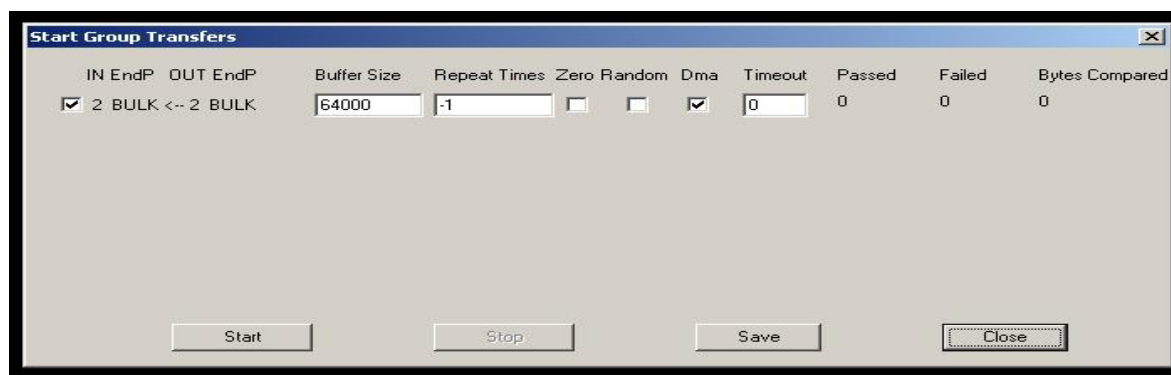 Start Group Transfers
IN EndP OUT EndP Buffer Size Repeat Times Zero Random Dma Timeout Passed Failed Bytes Compared
2 BULK <-- 2 BULK 64000 -1 0 0 0 0
Start Stop Save Close